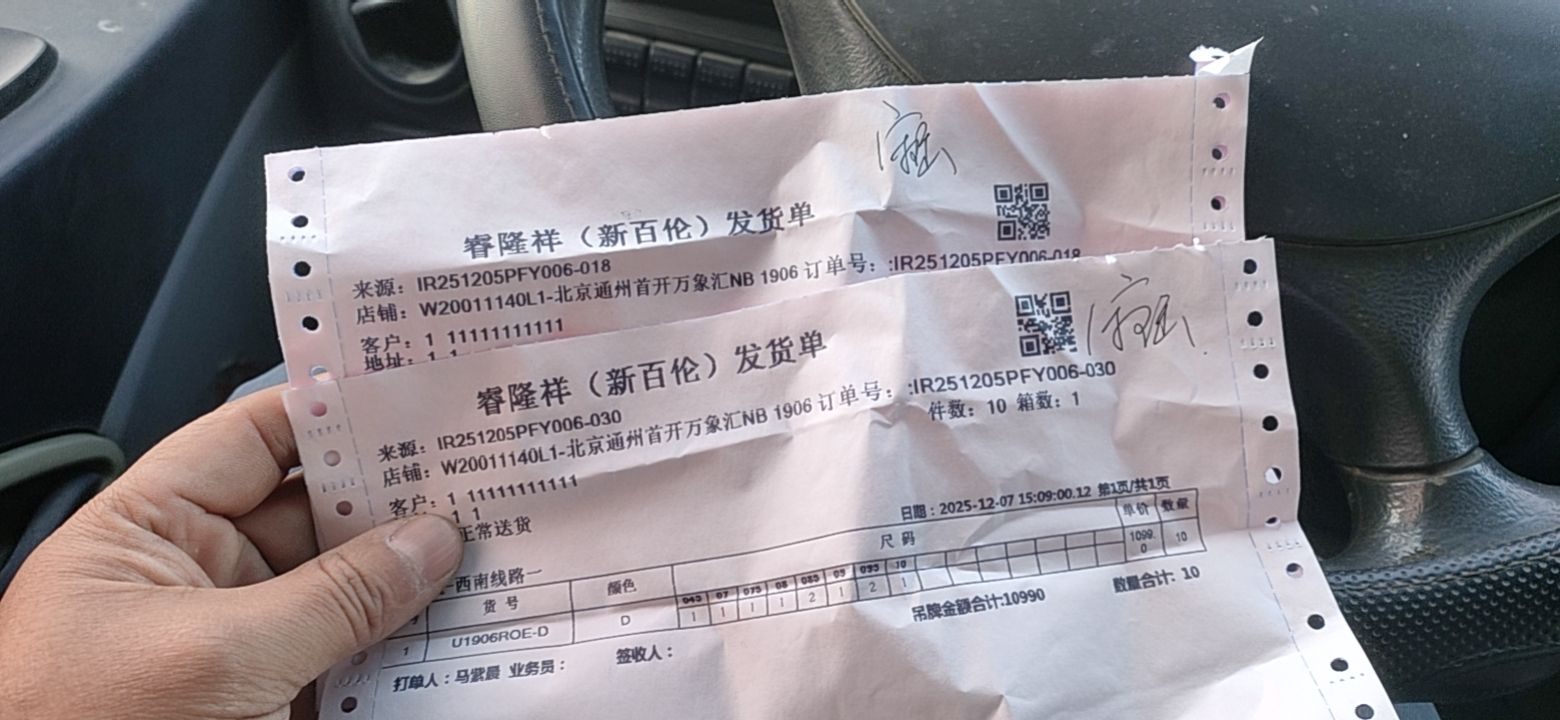 睿隆祥（新百伦）发货单
来源：IR251205PFY006-018
店铺：W20011140L1-北京通州首开万象汇NB 1906 订单号：:IR251205PFY006-018
客户：1 11111111111
地址：1 1
睿隆祥（新百伦）发货单
来源：IR251205PFY006-030
店铺：W20011140L1-北京通州首开万象汇NB 1906 订单号：:IR251205PFY006-030
件数：10 箱数：1
客户：1 11111111111
1 1
正常送货
日期：2025-12-07 15:09:00.12 第1页/共1页
-西南线路一
货号 颜色 尺码 单价 数量
065 07 075 08 085 09 095 10
1 U1906ROE-D D 1 1 1 1 2 1 2 1 1099.0 10
吊牌金额合计:10990 数量合计: 10
打单人：马紫晨 业务员： 签收人：